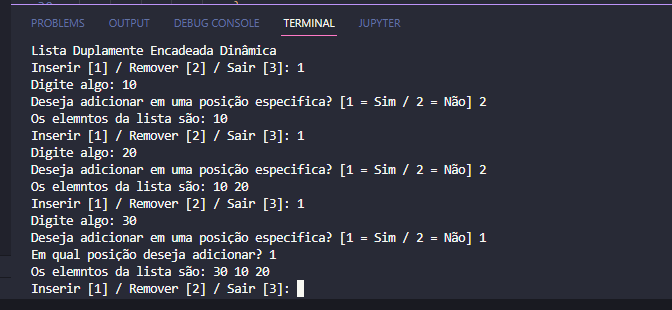 PROBLEMS OUTPUT DEBUG CONSOLE TERMINAL JUPYTER
Lista Duplamente Encadeada Dinâmica
Inserir [1] / Remover [2] / Sair [3]: 1
Digite algo: 10
Deseja adicionar em uma posição especifica? [1 = Sim / 2 = Não] 2
Os elemntos da lista são: 10
Inserir [1] / Remover [2] / Sair [3]: 1
Digite algo: 20
Deseja adicionar em uma posição especifica? [1 = Sim / 2 = Não] 2
Os elemntos da lista são: 10 20
Inserir [1] / Remover [2] / Sair [3]: 1
Digite algo: 30
Deseja adicionar em uma posição especifica? [1 = Sim / 2 = Não] 1
Em qual posição deseja adicionar? 1
Os elemntos da lista são: 30 10 20
Inserir [1] / Remover [2] / Sair [3]: